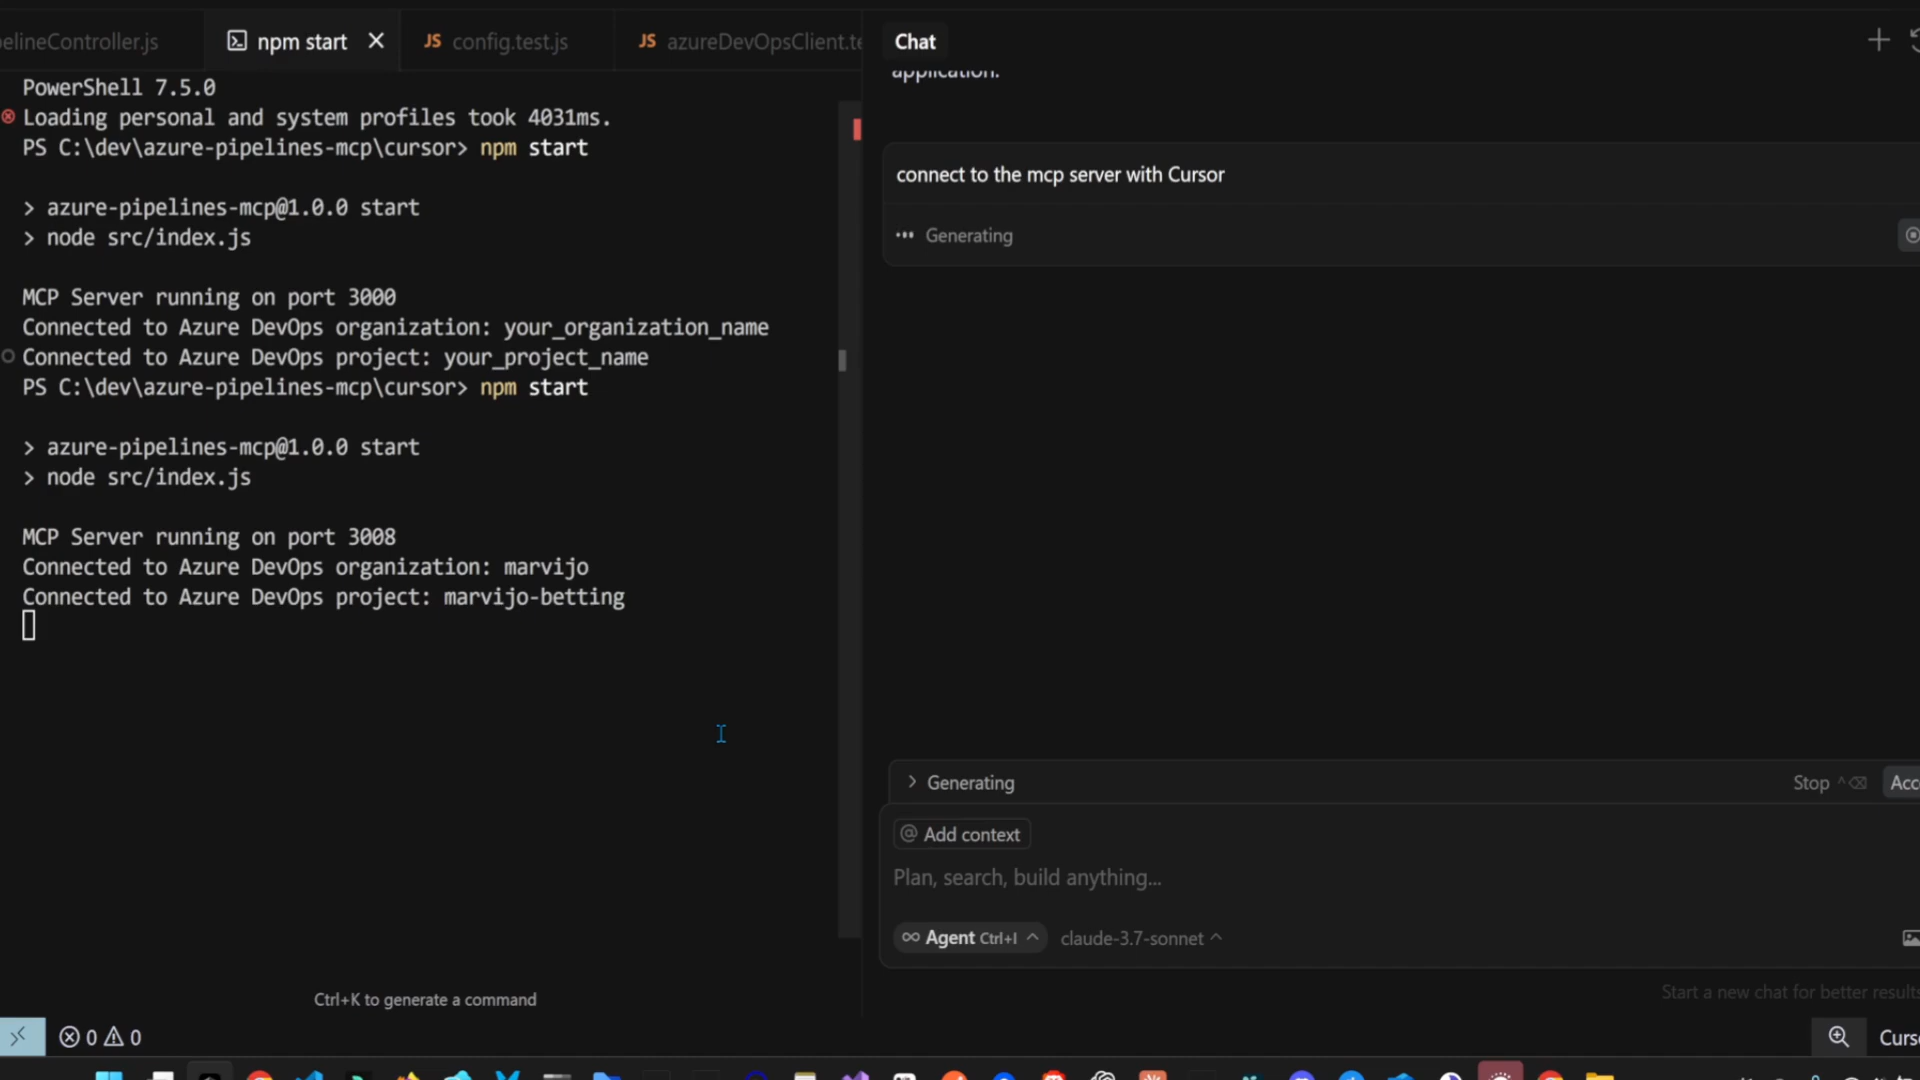 elineController.js
npm start
JS config.test.js
JS azureDevOpsClient.te
PowerShell 7.5.0
Loading personal and system profiles took 4031ms.
PS C:\dev\azure-pipelines-mcp\cursor> npm start
> azure-pipelines-mcp@1.0.0 start
> node src/index.js
MCP Server running on port 3000
Connected to Azure DevOps organization: your_organization_name
Connected to Azure DevOps project: your_project_name
PS C:\dev\azure-pipelines-mcp\cursor> npm start
> azure-pipelines-mcp@1.0.0 start
> node src/index.js
MCP Server running on port 3008
Connected to Azure DevOps organization: marvijo
Connected to Azure DevOps project: marvijo-betting
Ctrl+K to generate a command
0 0
Chat
application.
connect to the mcp server with Cursor
Generating
> Generating
Stop ^⌫
Acc
@ Add context
Plan, search, build anything...
∞ Agent Ctrl+I ^ claude-3.7-sonnet ^
Start a new chat for better results
Curs